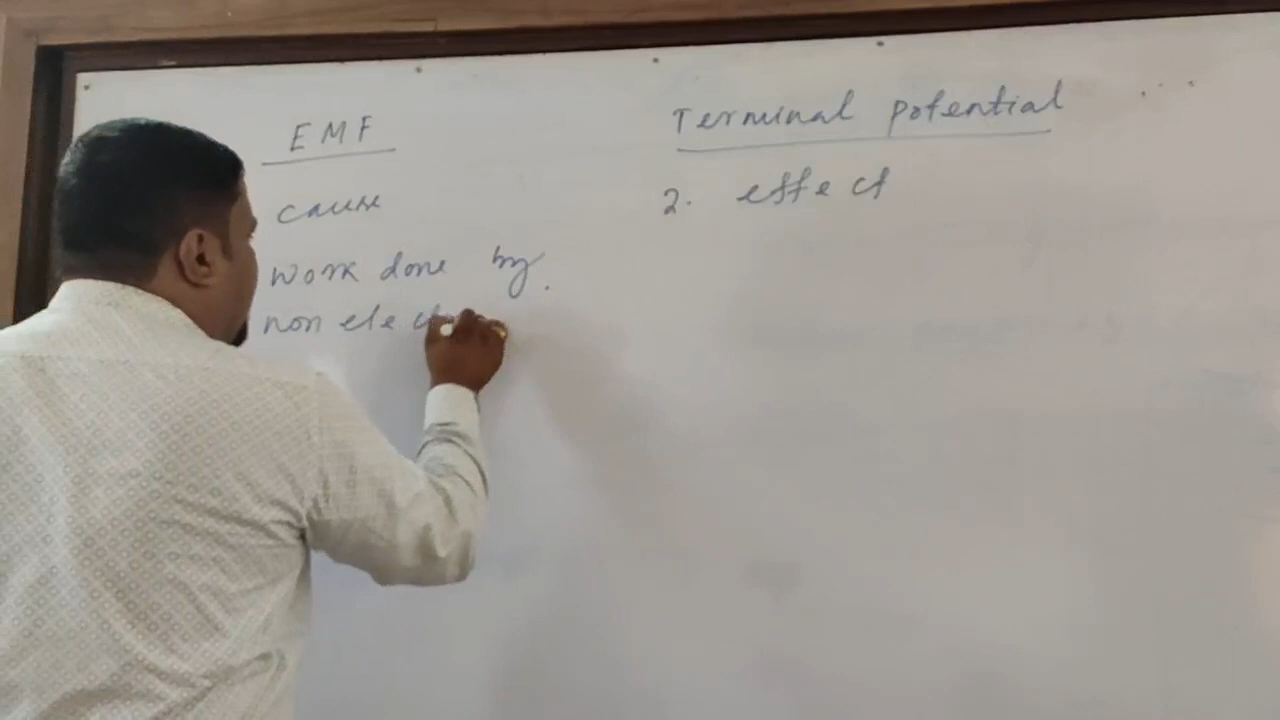 EMF
Terminal potential ...
cause
2. effect
work done by.
non elect